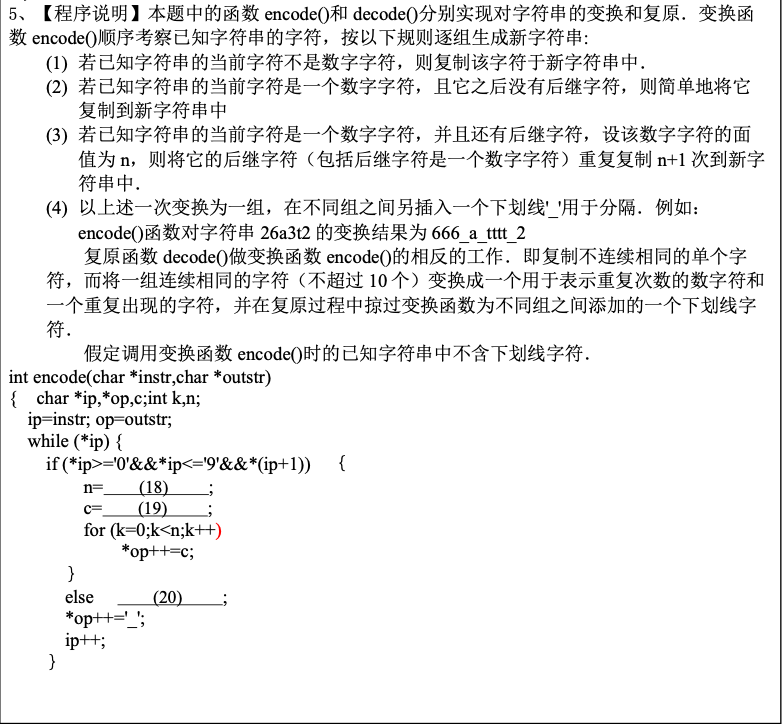 5、【程序说明】本题中的函数 encode()和 decode()分别实现对字符串的变换和复原．变换函
数 encode()顺序考察已知字符串的字符，按以下规则逐组生成新字符串:
(1) 若已知字符串的当前字符不是数字字符，则复制该字符于新字符串中．
(2) 若已知字符串的当前字符是一个数字字符，且它之后没有后继字符，则简单地将它
复制到新字符串中
(3) 若已知字符串的当前字符是一个数字字符，并且还有后继字符，设该数字字符的面
值为 n，则将它的后继字符（包括后继字符是一个数字字符）重复复制 n+1 次到新字
符串中．
(4) 以上述一次变换为一组，在不同组之间另插入一个下划线'_'用于分隔．例如：
encode()函数对字符串 26a3t2 的变换结果为 666_a_tttt_2
复原函数 decode()做变换函数 encode()的相反的工作．即复制不连续相同的单个字
符，而将一组连续相同的字符（不超过 10 个）变换成一个用于表示重复次数的数字符和
一个重复出现的字符，并在复原过程中掠过变换函数为不同组之间添加的一个下划线字
符．
假定调用变换函数 encode()时的已知字符串中不含下划线字符．
int encode(char *instr,char *outstr)
{ char *ip,*op,c;int k,n;
ip=instr; op=outstr;
while (*ip) {
if (*ip>='0'&&*ip<='9'&&*(ip+1)) {
n=____(18)_____;
c=____(19)_____;
for (k=0;k<n;k++)
*op++=c;
}
else ____(20)_____;
*op++='_';
ip++;
}